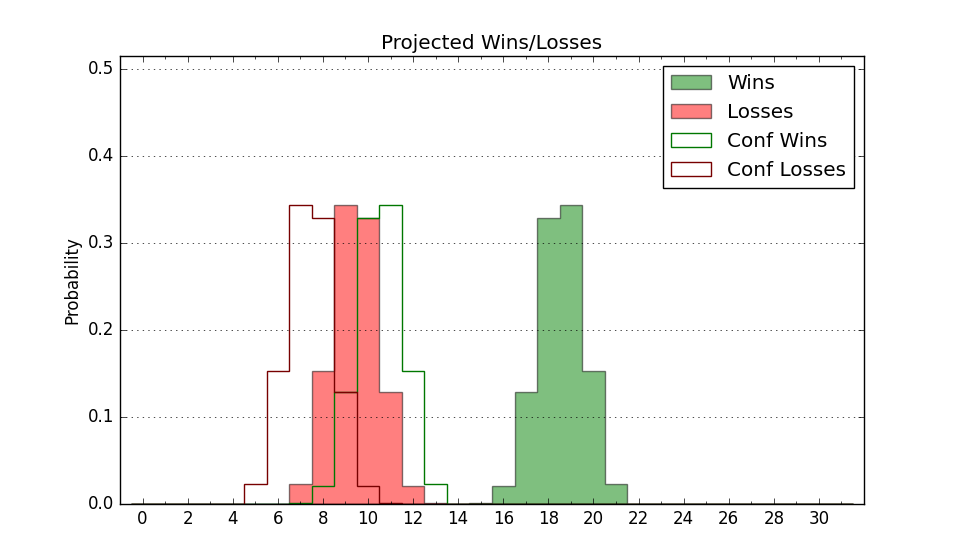 Projected Wins/Losses
Wins
Losses
Conf Wins
Conf Losses
Probability
0.5
0.4
0.3
0.2
0.1
0.0
0 2 4 6 8 10 12 14 16 18 20 22 24 26 28 30